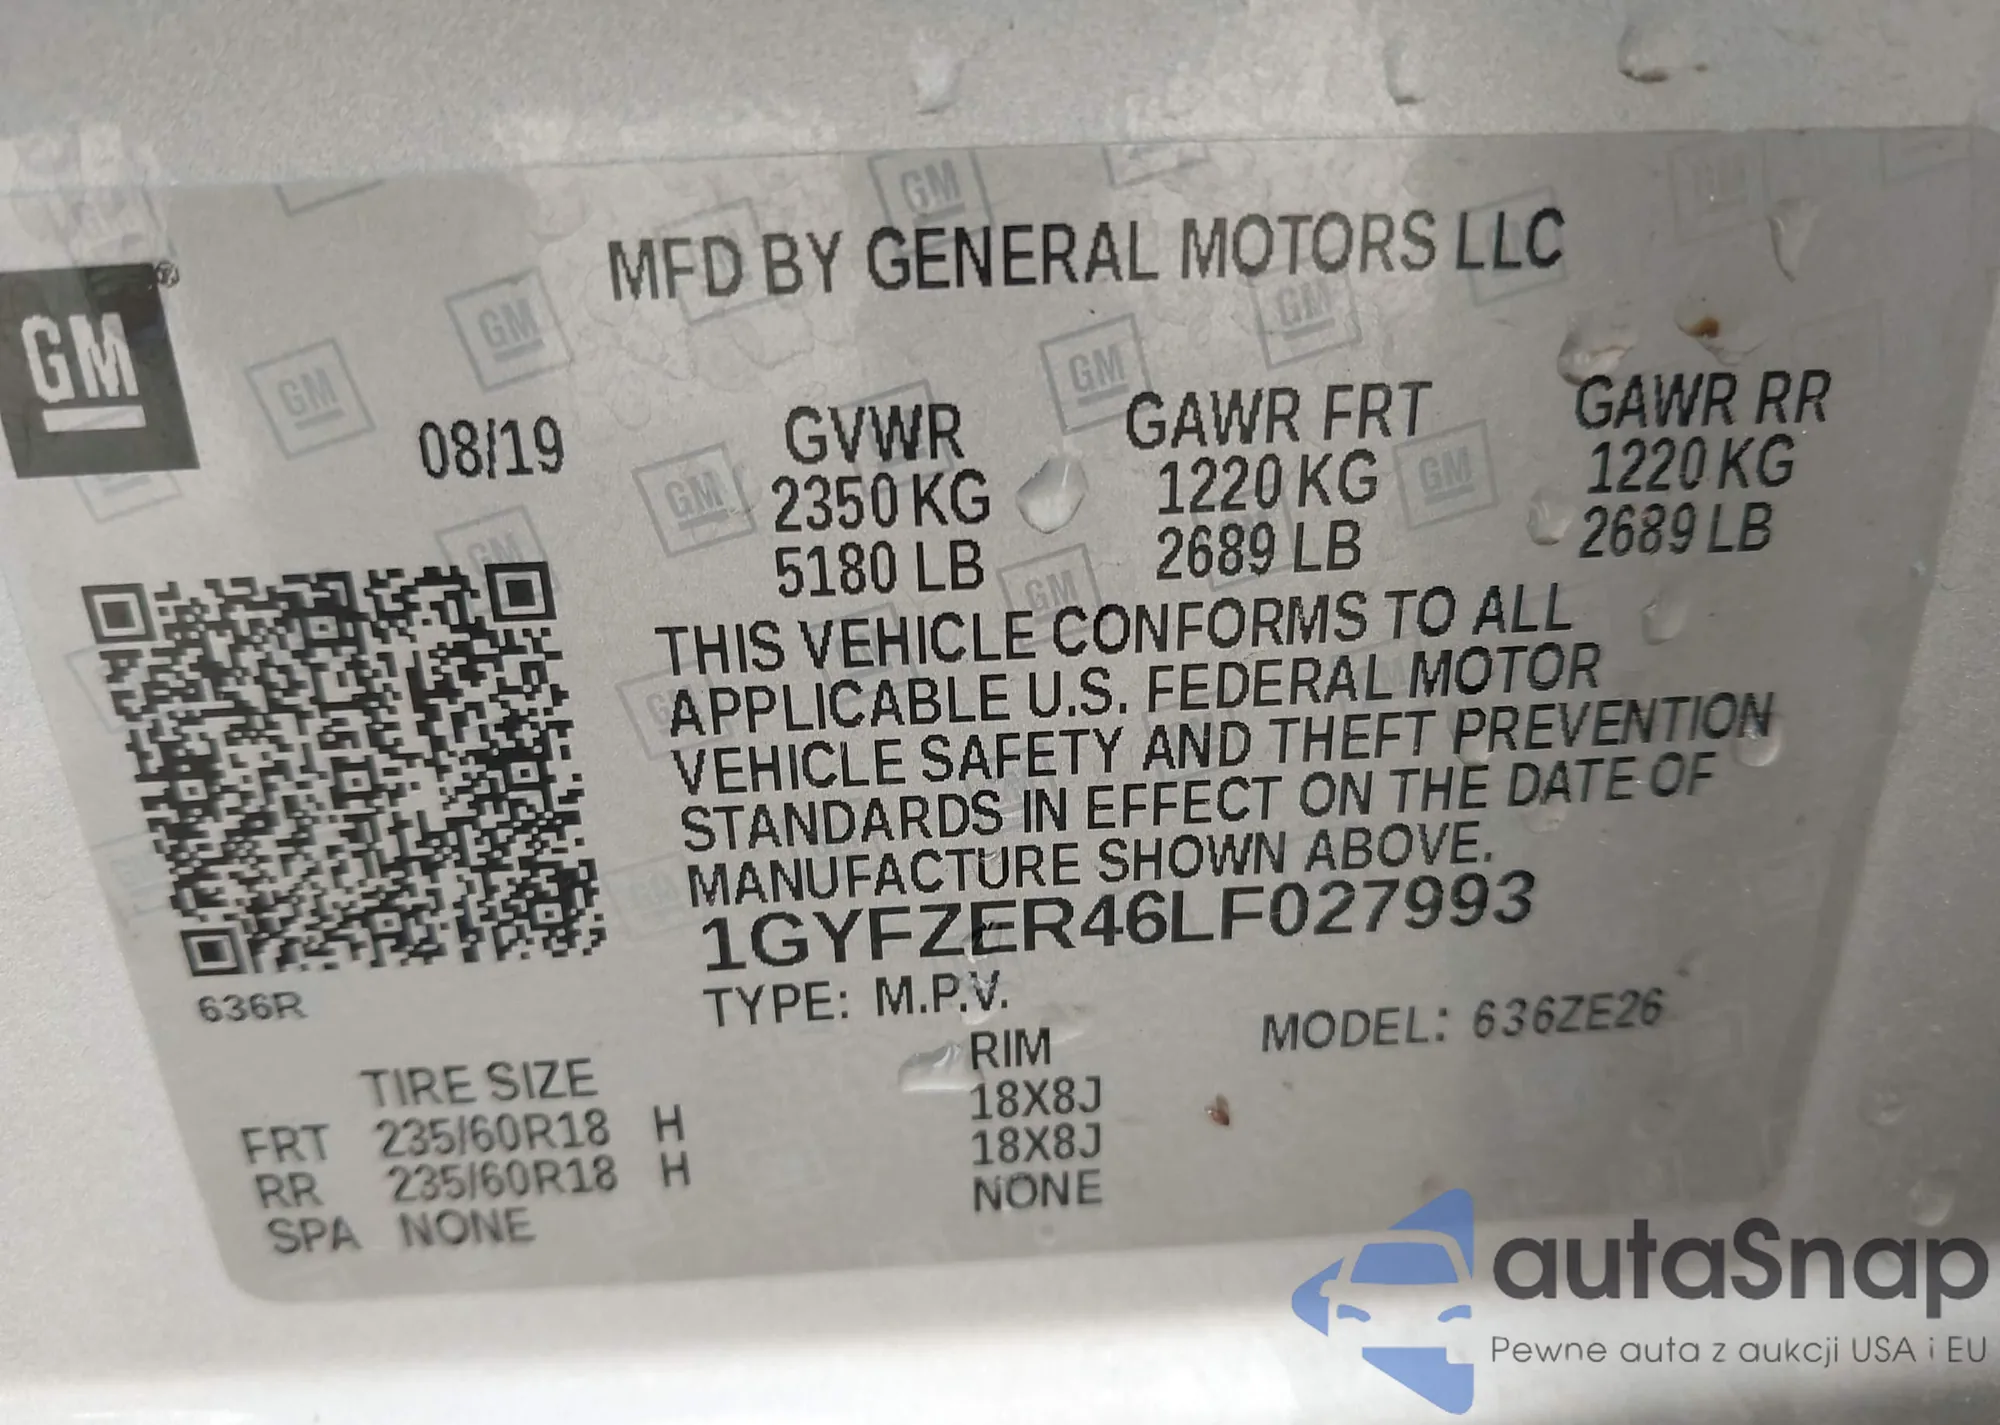 MFD BY GENERAL MOTORS LLC
GM
®
08/19
GVWR
2350 KG
5180 LB
GAWR FRT
1220 KG
2689 LB
GAWR RR
1220 KG
2689 LB
THIS VEHICLE CONFORMS TO ALL
APPLICABLE U.S. FEDERAL MOTOR
VEHICLE SAFETY AND THEFT PREVENTION
STANDARDS IN EFFECT ON THE DATE OF
MANUFACTURE SHOWN ABOVE.
1GYFZER46LF027993
636R
TYPE: M.P.V.
MODEL: 636ZE26
TIRE SIZE
RIM
FRT 235/60R18 H 18X8J
RR 235/60R18 H 18X8J
SPA NONE NONE
autaSnap
Pewne auta z aukcji USA i EU